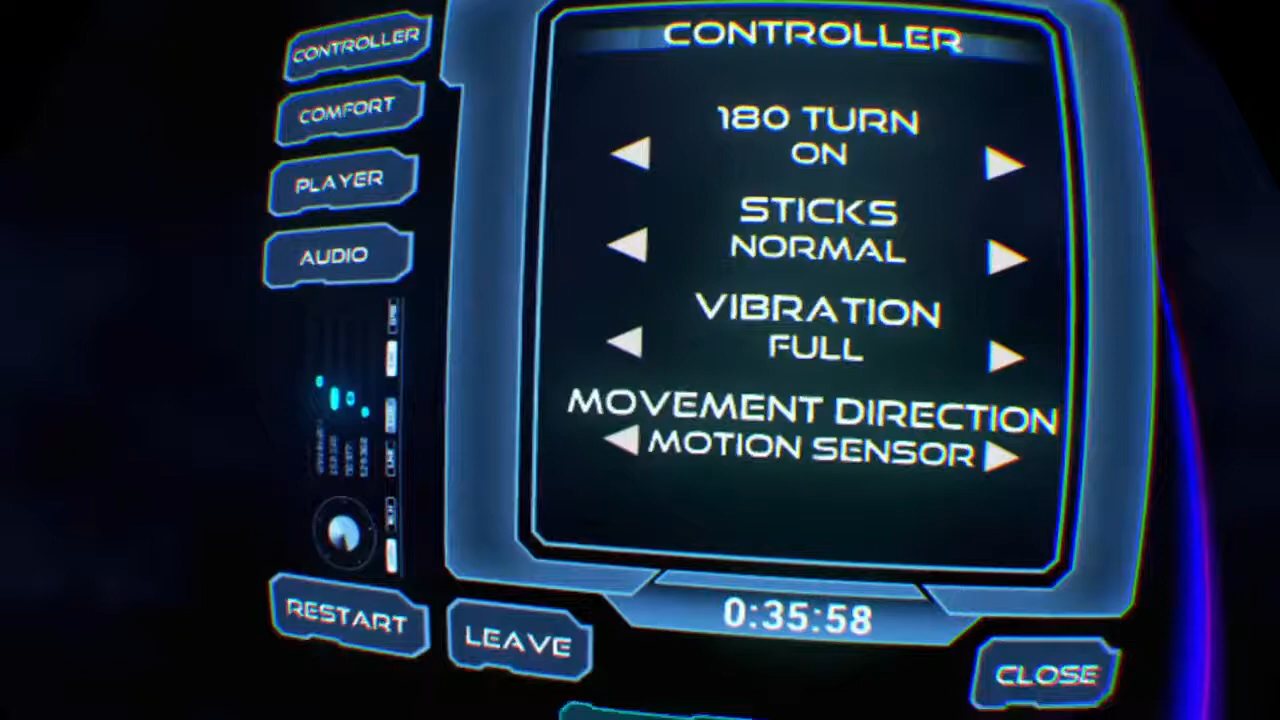 CONTROLLER
COMFORT
PLAYER
AUDIO
CONTROLLER
180 TURN
ON
STICKS
NORMAL
VIBRATION
FULL
MOVEMENT DIRECTION
MOTION SENSOR
RESTART
LEAVE
0:35:58
CLOSE